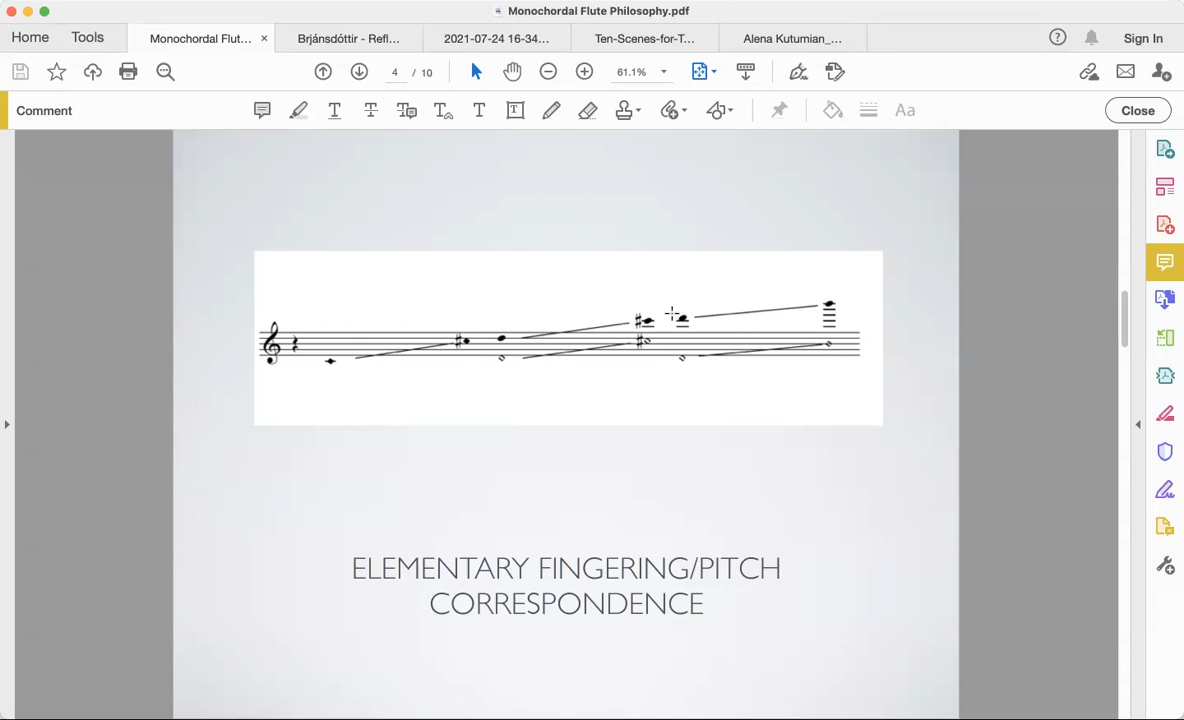 Monochordal Flute Philosophy.pdf
Home Tools Monochordal Flut... × Brjánsdóttir - Refl... 2021-07-24 16-34... Ten-Scenes-for-T... Alena Kutumian_... Sign In
4 / 10 61.1%
Comment Aa Close
ELEMENTARY FINGERING/PITCH
CORRESPONDENCE